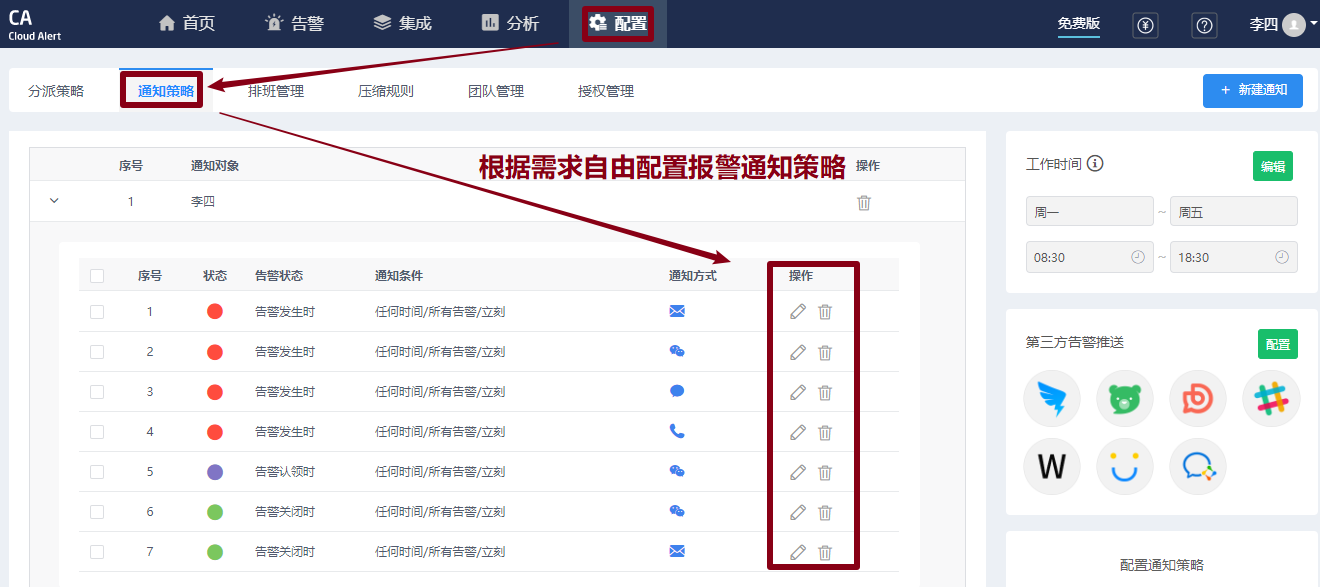 CA
Cloud Alert
首页 告警 集成 分析 配置 免费版 李四
分派策略 通知策略 排班管理 压缩规则 团队管理 授权管理 + 新建通知
根据需求自由配置报警通知策略
序号 通知对象 操作
1 李四
序号 状态 告警状态 通知条件 通知方式 操作
1 告警发生时 任何时间/所有告警/立刻
2 告警发生时 任何时间/所有告警/立刻
3 告警发生时 任何时间/所有告警/立刻
4 告警发生时 任何时间/所有告警/立刻
5 告警认领时 任何时间/所有告警/立刻
6 告警关闭时 任何时间/所有告警/立刻
7 告警关闭时 任何时间/所有告警/立刻
工作时间 编辑
周一 ~ 周五
08:30 ~ 18:30
第三方告警推送 配置
W
配置通知策略